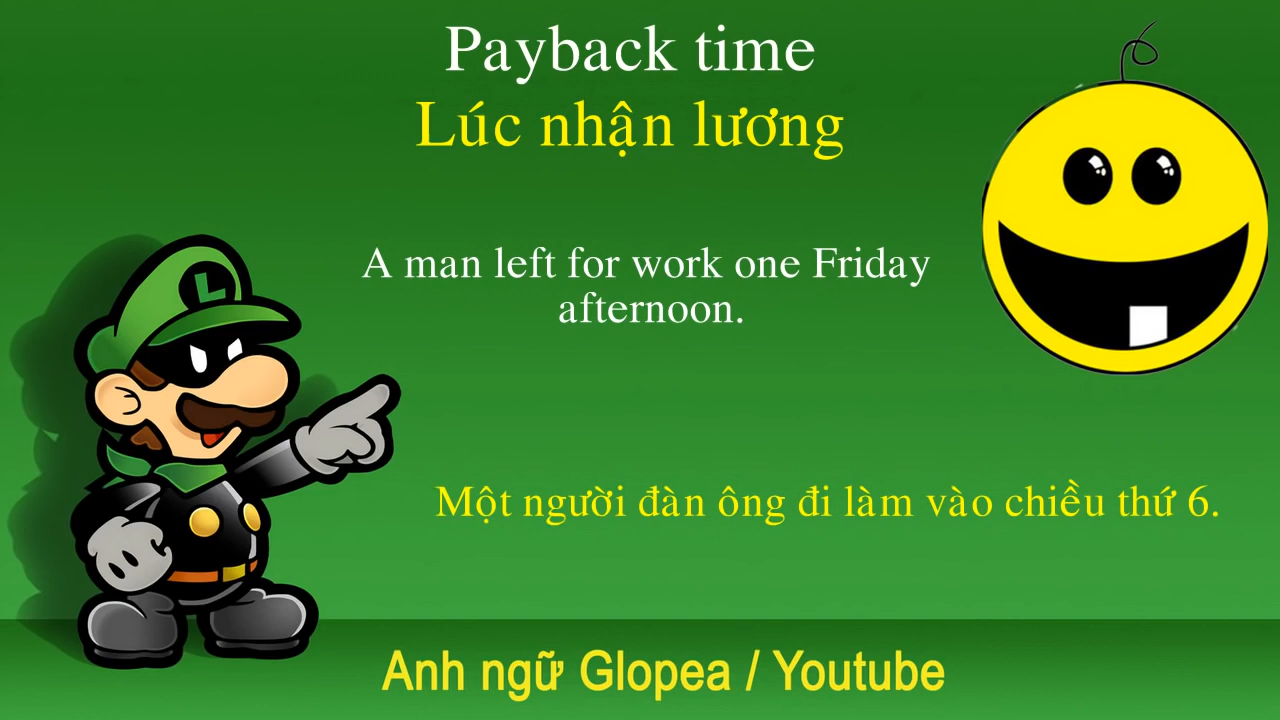 Payback time
Lúc nhận lương
L
A man left for work one Friday
afternoon.
Một người đàn ông đi làm vào chiều thứ 6.
Anh ngữ Glopea / Youtube